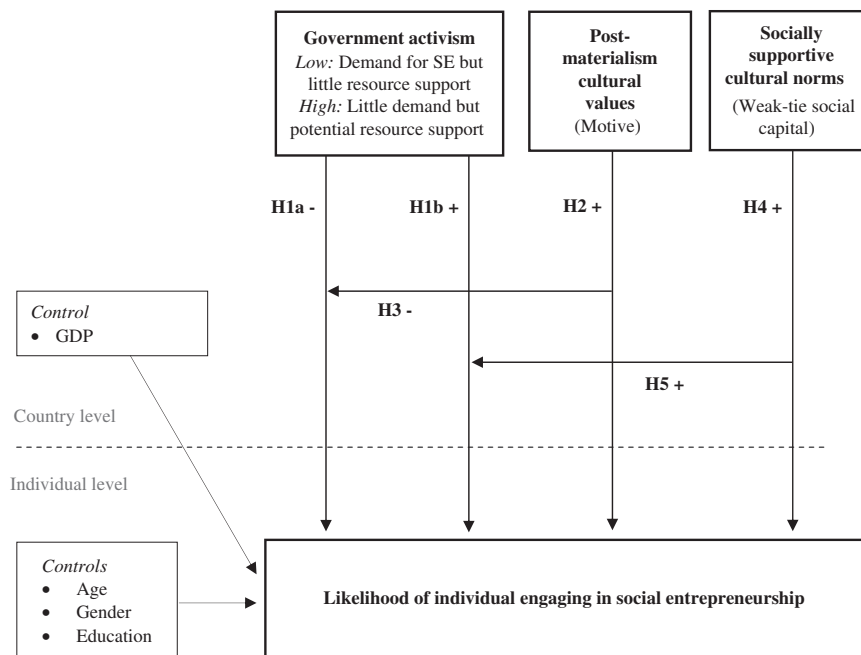 Government activism
Low: Demand for SE but
little resource support
High: Little demand but
potential resource support
Post-
materialism
cultural
values
(Motive)
Socially
supportive
cultural norms
(Weak-tie social
capital)
H1a -
H1b +
H2 +
H4 +
H3 -
H5 +
Control
• GDP
Country level
Individual level
Controls
• Age
• Gender
• Education
Likelihood of individual engaging in social entrepreneurship